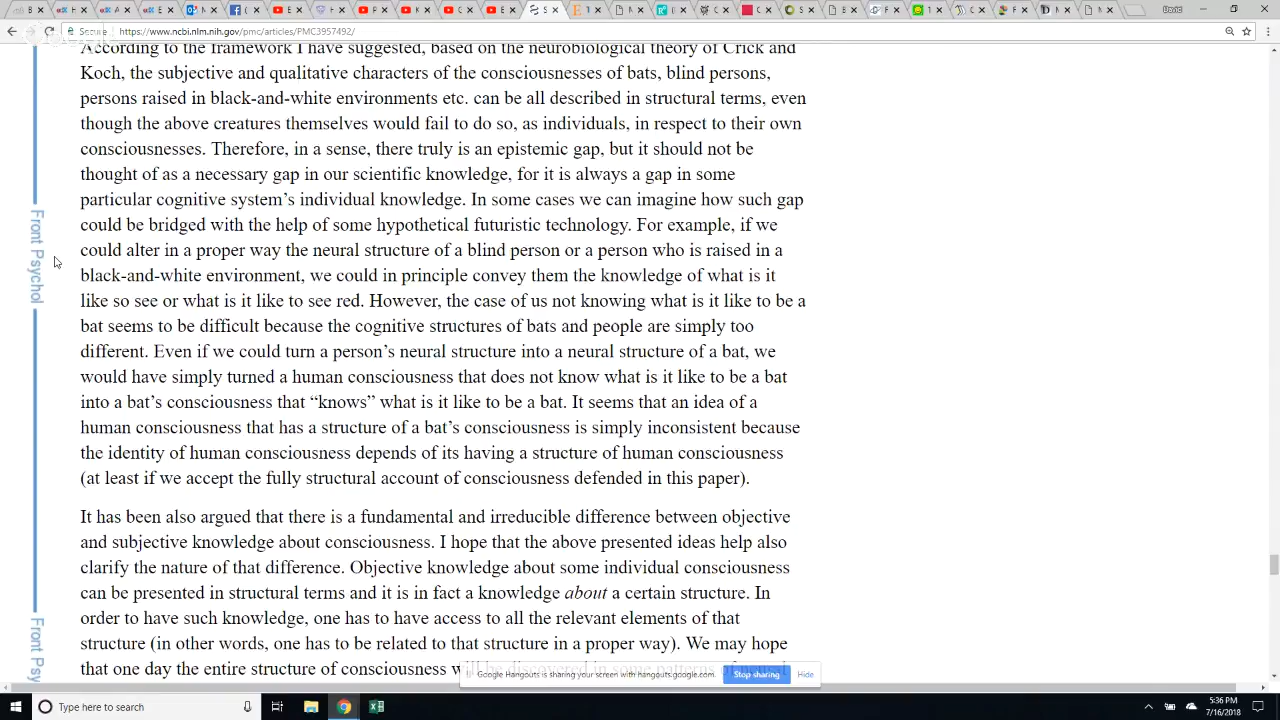 Secure
https://www.ncbi.nlm.nih.gov/pmc/articles/PMC3957492/
According to the framework I have suggested, based on the neurobiological theory of Crick and
Koch, the subjective and qualitative characters of the consciousnesses of bats, blind persons,
persons raised in black-and-white environments etc. can be all described in structural terms, even
though the above creatures themselves would fail to do so, as individuals, in respect to their own
consciousnesses. Therefore, in a sense, there truly is an epistemic gap, but it should not be
thought of as a necessary gap in our scientific knowledge, for it is always a gap in some
particular cognitive system’s individual knowledge. In some cases we can imagine how such gap
could be bridged with the help of some hypothetical futuristic technology. For example, if we
could alter in a proper way the neural structure of a blind person or a person who is raised in a
black-and-white environment, we could in principle convey them the knowledge of what is it
like so see or what is it like to see red. However, the case of us not knowing what is it like to be a
bat seems to be difficult because the cognitive structures of bats and people are simply too
different. Even if we could turn a person’s neural structure into a neural structure of a bat, we
would have simply turned a human consciousness that does not know what is it like to be a bat
into a bat’s consciousness that “knows” what is it like to be a bat. It seems that an idea of a
human consciousness that has a structure of a bat’s consciousness is simply inconsistent because
the identity of human consciousness depends of its having a structure of human consciousness
(at least if we accept the fully structural account of consciousness defended in this paper).
It has been also argued that there is a fundamental and irreducible difference between objective
and subjective knowledge about consciousness. I hope that the above presented ideas help also
clarify the nature of that difference. Objective knowledge about some individual consciousness
can be presented in structural terms and it is in fact a knowledge about a certain structure. In
order to have such knowledge, one has to have access to all the relevant elements of that
structure (in other words, one has to be related to that structure in a proper way). We may hope
that one day the entire structure of consciousness will be discovered in some patterns of neural
Front Psychol
Front Psy
Google Hangouts is sharing your screen with hangouts.google.com.
Stop sharing
Hide
Type here to search
5:36 PM
7/16/2018